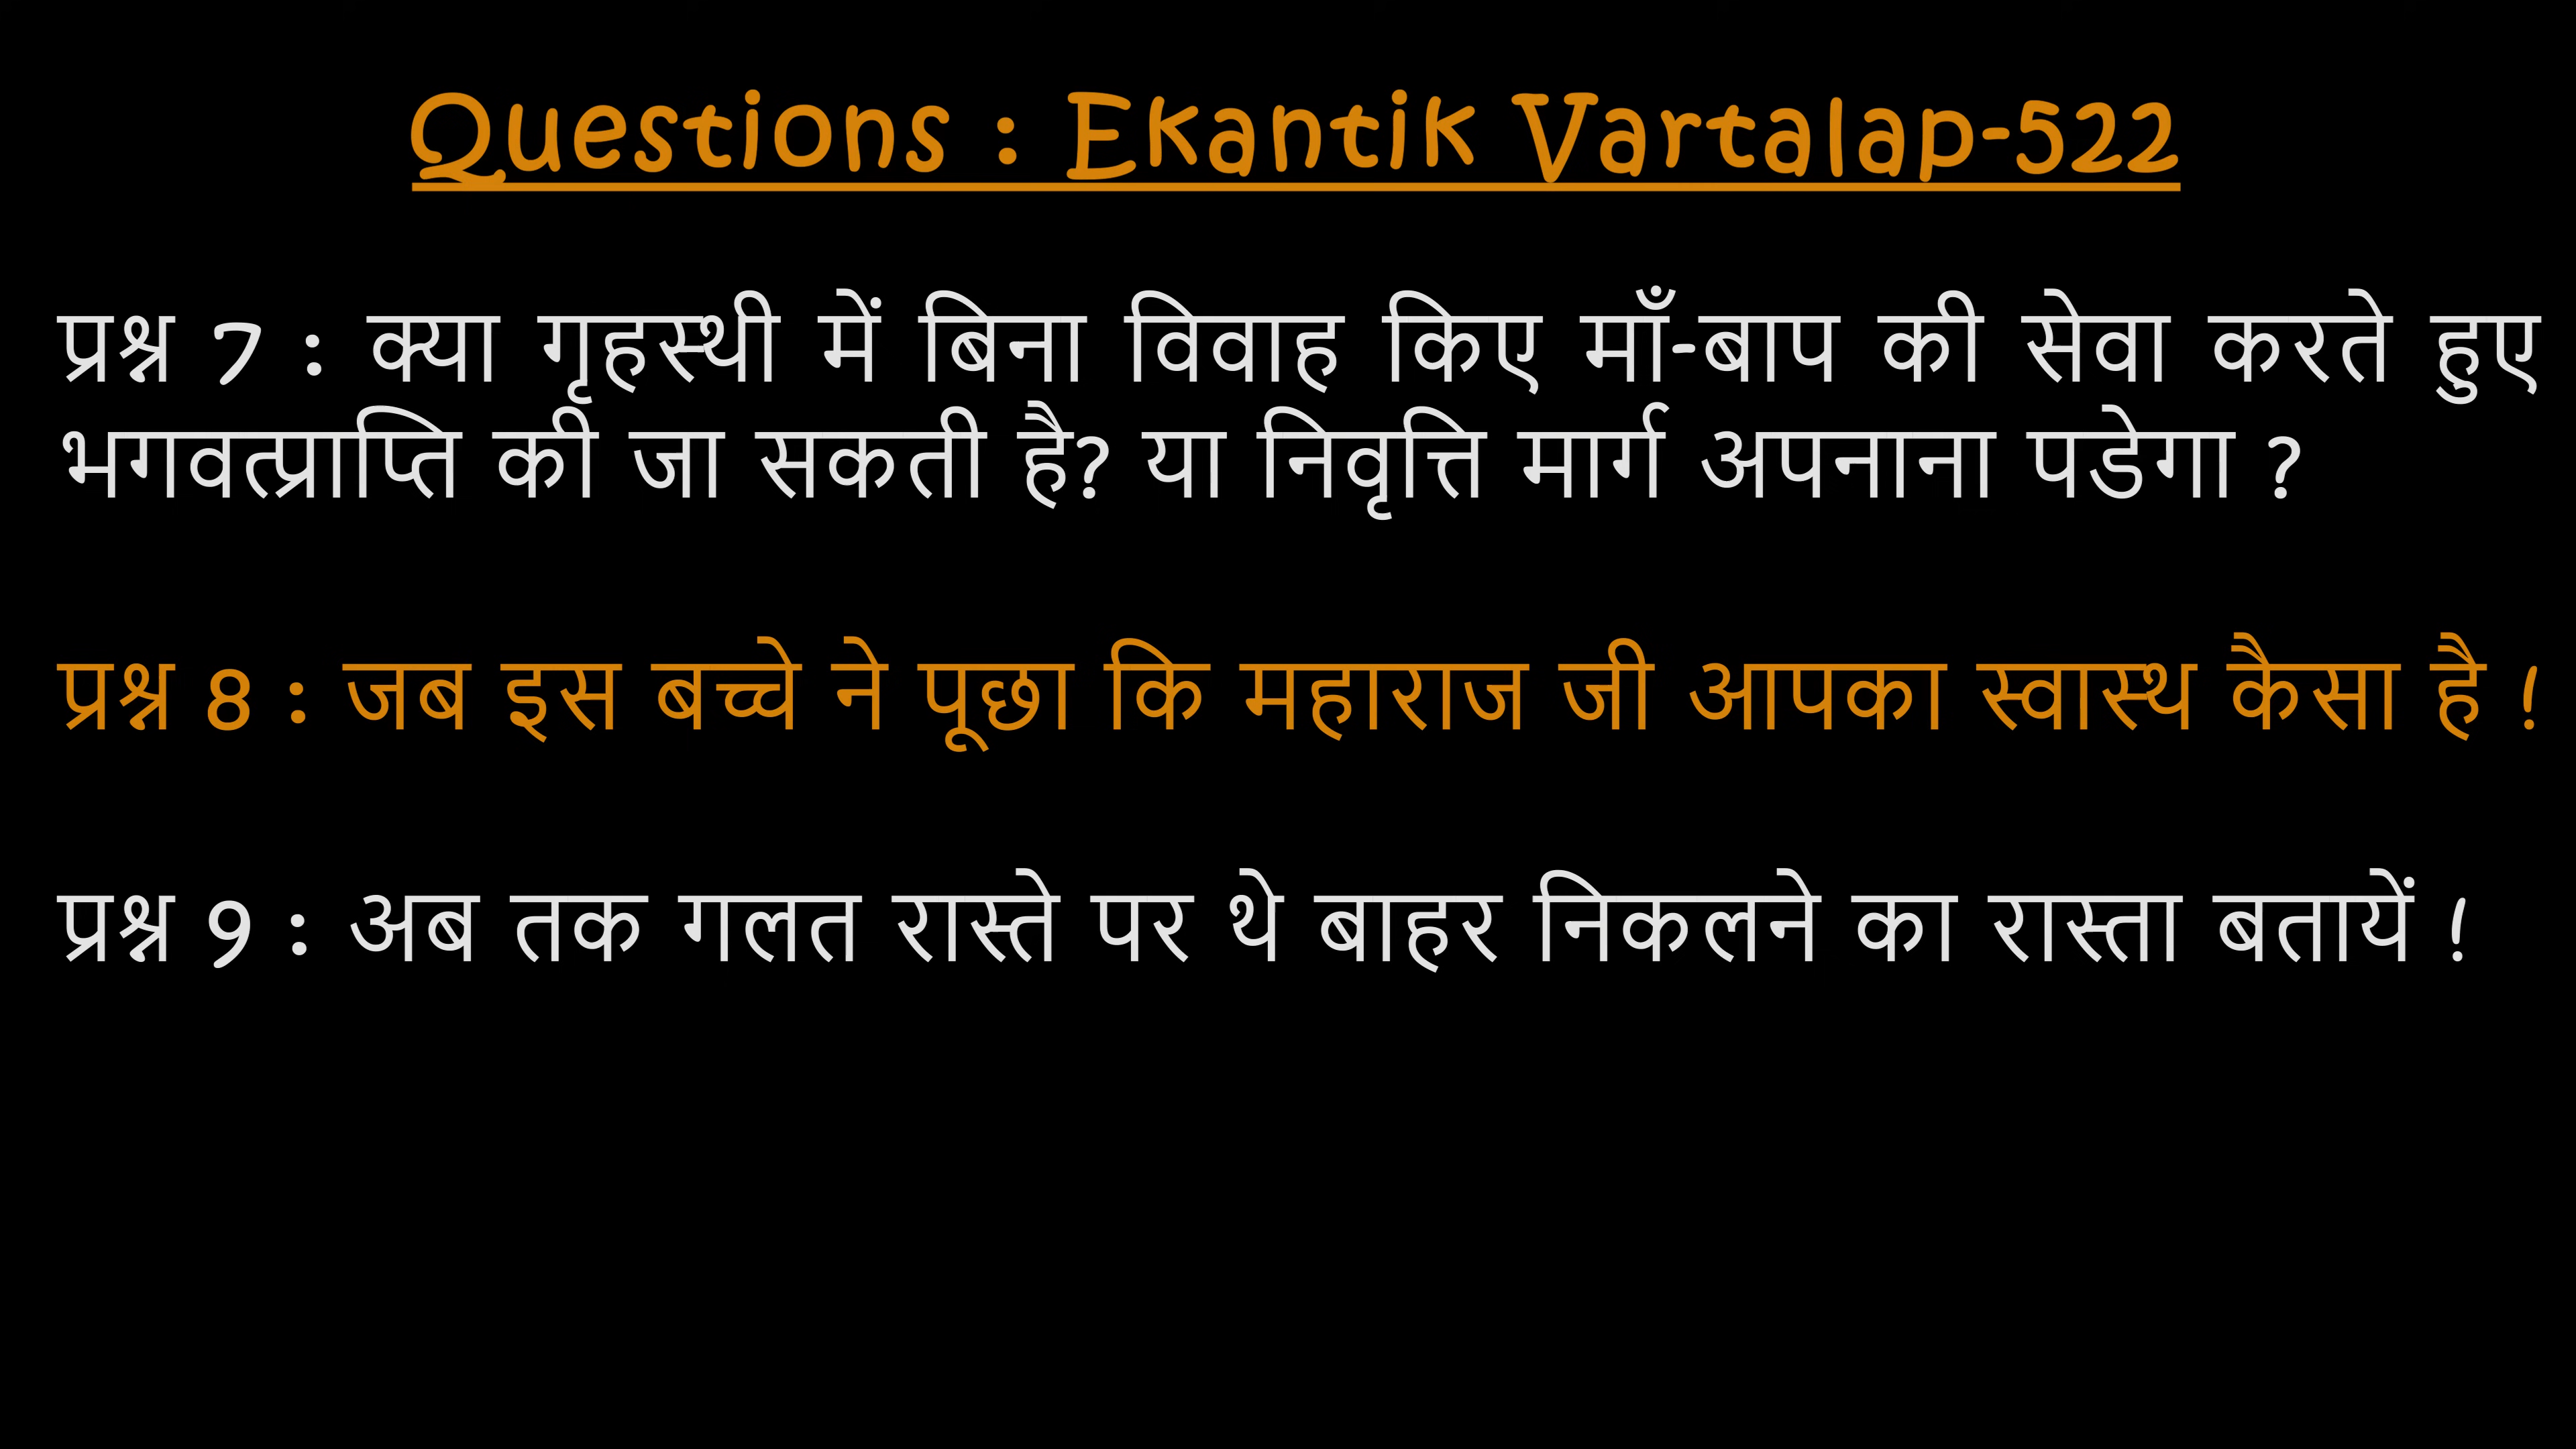 Questions : Ekantik Vartalap-522
प्रश्न 7 : क्या गृहस्थी में बिना विवाह किए माँ-बाप की सेवा करते हुए
भगवत्प्राप्ति की जा सकती है? या निवृत्ति मार्ग अपनाना पडेगा ?
प्रश्न 8 : जब इस बच्चे ने पूछा कि महाराज जी आपका स्वास्थ कैसा है !
प्रश्न 9 : अब तक गलत रास्ते पर थे बाहर निकलने का रास्ता बतायें !